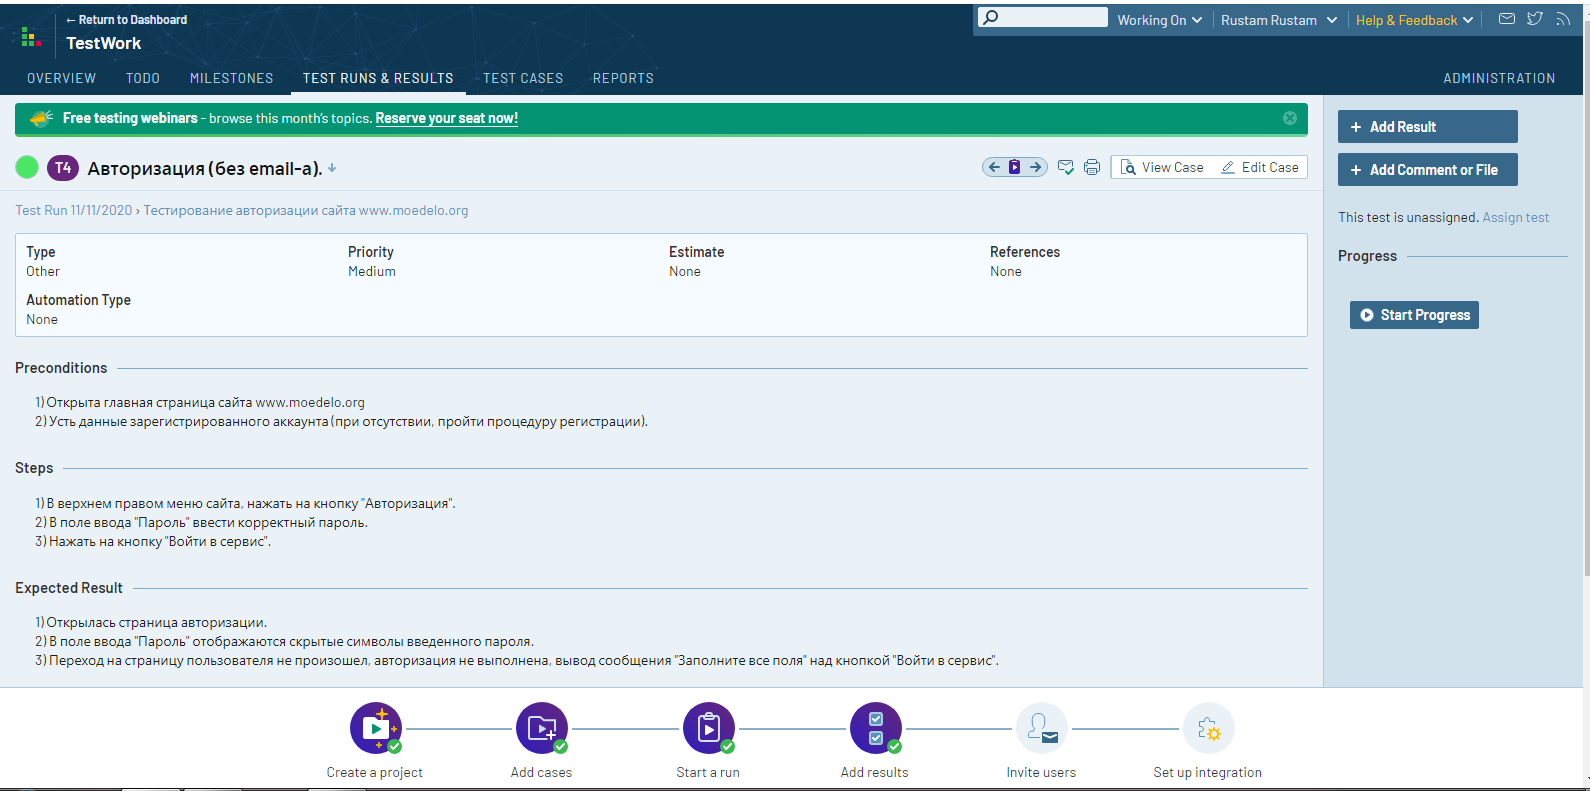 ← Return to Dashboard
TestWork
Working On
Rustam Rustam
Help & Feedback
OVERVIEW TODO MILESTONES TEST RUNS & RESULTS TEST CASES REPORTS ADMINISTRATION
Free testing webinars - browse this month's topics. Reserve your seat now!
T4 Авторизация (без email-а).
View Case Edit Case
Test Run 11/11/2020 › Тестирование авторизации сайта www.moedelo.org
Type Priority Estimate References
Other Medium None None
Automation Type
None
Preconditions
1) Открыта главная страница сайта www.moedelo.org
2) Усть данные зарегистрированного аккаунта (при отсутствии, пройти процедуру регистрации).
Steps
1) В верхнем правом меню сайта, нажать на кнопку "Авторизация".
2) В поле ввода "Пароль" ввести корректный пароль.
3) Нажать на кнопку "Войти в сервис".
Expected Result
1) Открылась страница авторизации.
2) В поле ввода "Пароль" отображаются скрытые символы введенного пароля.
3) Переход на страницу пользователя не произошел, авторизация не выполнена, вывод сообщения "Заполните все поля" над кнопкой "Войти в сервис".
+ Add Result
+ Add Comment or File
This test is unassigned. Assign test
Progress
Start Progress
Create a project Add cases Start a run Add results Invite users Set up integration